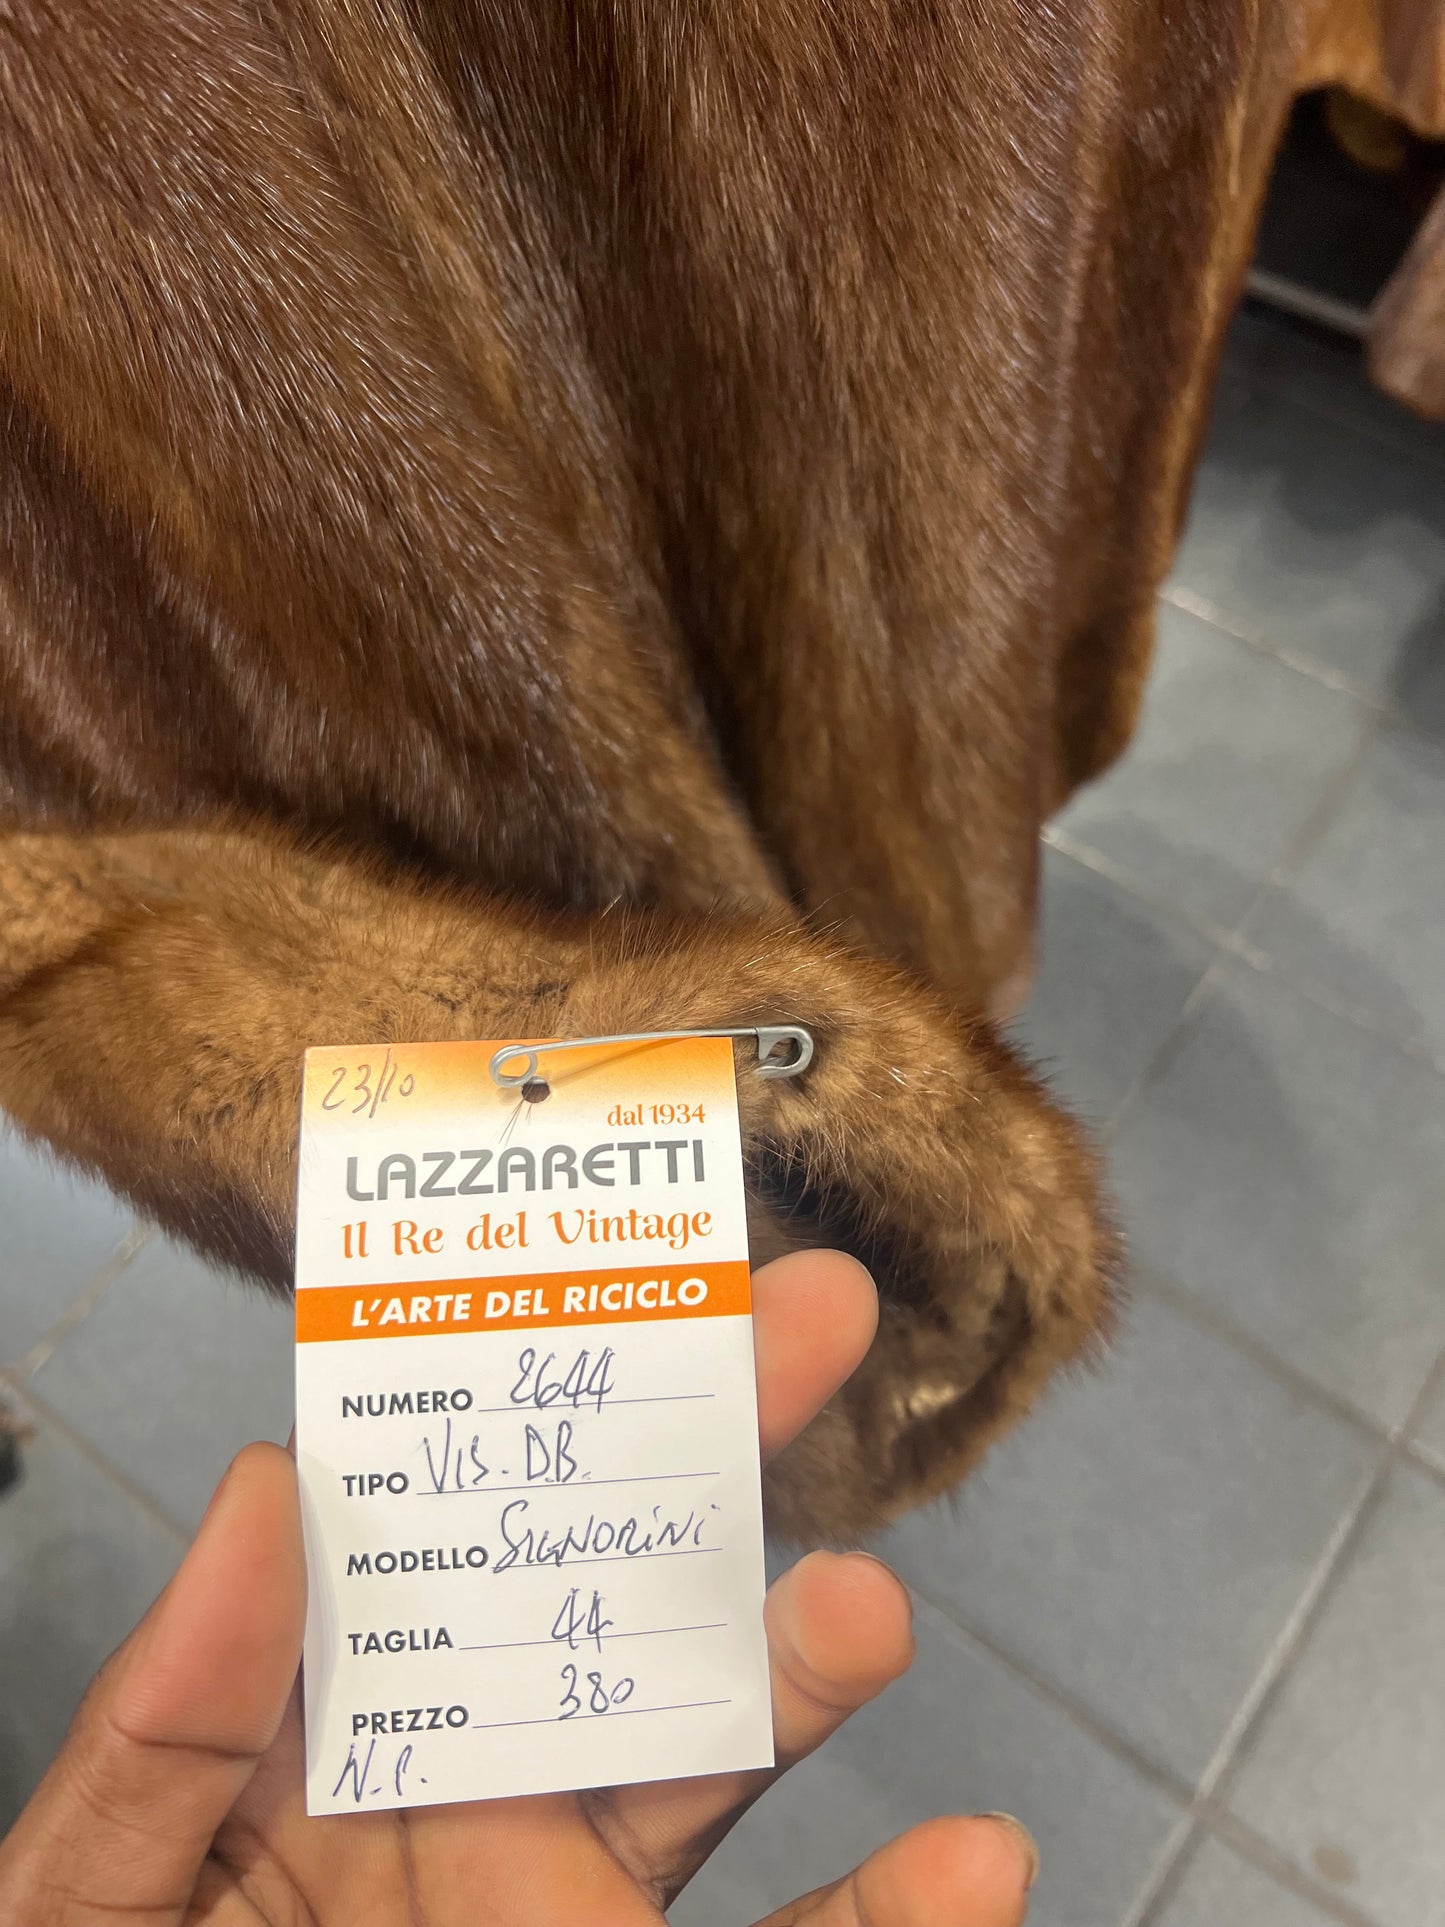 23/10
dal 1934
LAZZARETTI
Il Re del Vintage
L'ARTE DEL RICICLO
NUMERO 2644
TIPO VIS. D.B.
MODELLO SIGNORINI
TAGLIA 44
PREZZO 380
N.P.